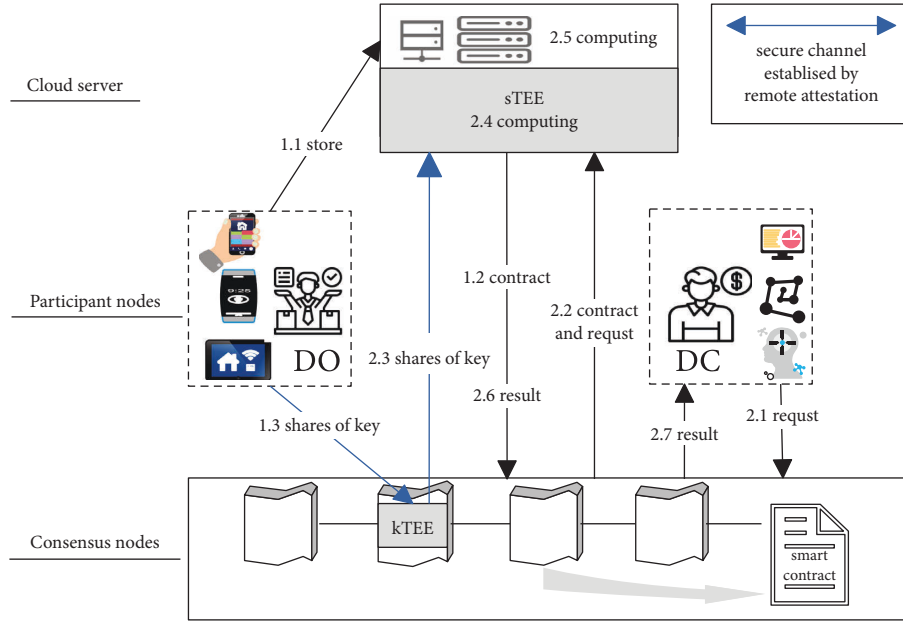 2.5 computing
secure channel
establised by
remote attestation
Cloud server
sTEE
2.4 computing
1.1 store
9:25
1.2 contract
2.2 contract
and requst
$
Participant nodes
DO
DC
2.3 shares of key
2.6 result
1.3 shares of key
2.7 result
2.1 requst
kTEE
Consensus nodes
smart
contract